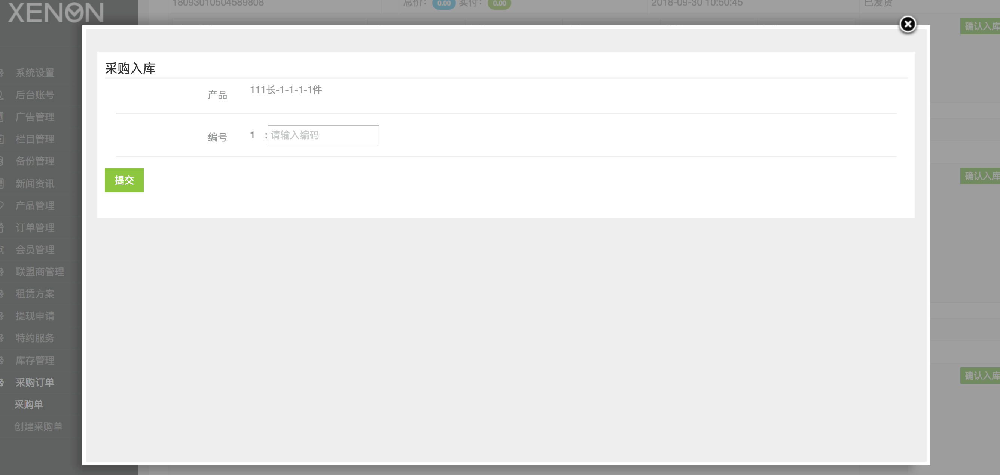 XENON
18093010504589808
总价： 0.00 实付： 0.00
2018-09-30 10:50:45
已发货
确认入库
采购入库
产品 111长-1-1-1-1件
编号 1 : 请输入编码
提交
系统设置
后台账号
广告管理
栏目管理
备份管理
新闻资讯
产品管理
订单管理
会员管理
联盟商管理
租赁方案
提现申请
特约服务
库存管理
采购订单
采购单
创建采购单
确认入库
确认入库